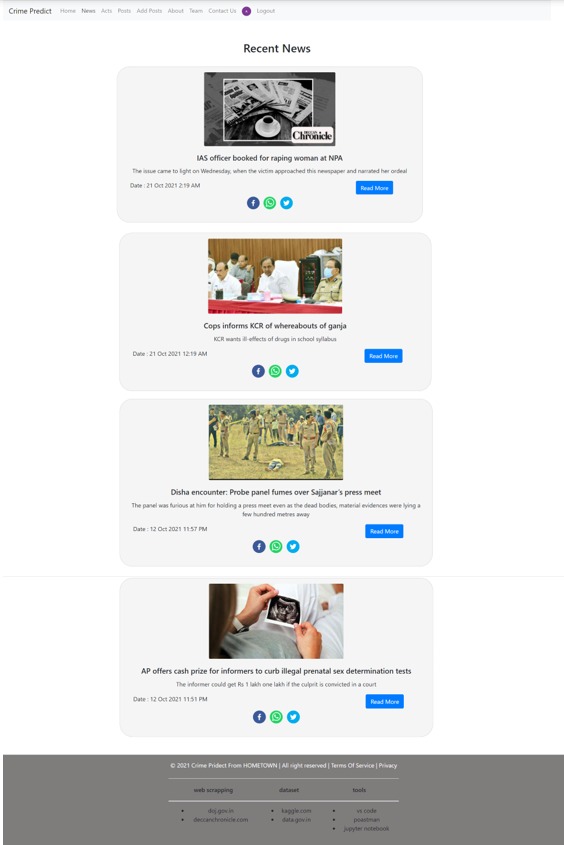 Crime Predict Home News Acts Posts Add Posts About Team Contact Us Logout
Recent News
DECCAN
Chronicle
IAS officer booked for raping woman at NPA
The issue came to light on Wednesday, when the victim approached this newspaper and narrated her ordeal
Date : 21 Oct 2021 2:19 AM Read More
Cops informs KCR of whereabouts of ganja
KCR wants ill-effects of drugs in school syllabus
Date : 21 Oct 2021 12:19 AM Read More
Disha encounter: Probe panel fumes over Sajjanar's press meet
The panel was furious at him for holding a press meet even as the dead bodies, material evidences were lying a
few hundred metres away
Date : 12 Oct 2021 11:57 PM Read More
AP offers cash prize for informers to curb illegal prenatal sex determination tests
The informer could get Rs 1 lakh one lakh if the culprit is convicted in a court
Date : 12 Oct 2021 11:51 PM Read More
© 2021 Crime Pridect From HOMETOWN | All right reserved | Terms Of Service | Privacy
web scrapping dataset tools
• doj.gov.in • kaggle.com • vs code
• deccanchronicle.com • data.gov.in • poastman
• jupyter notebook